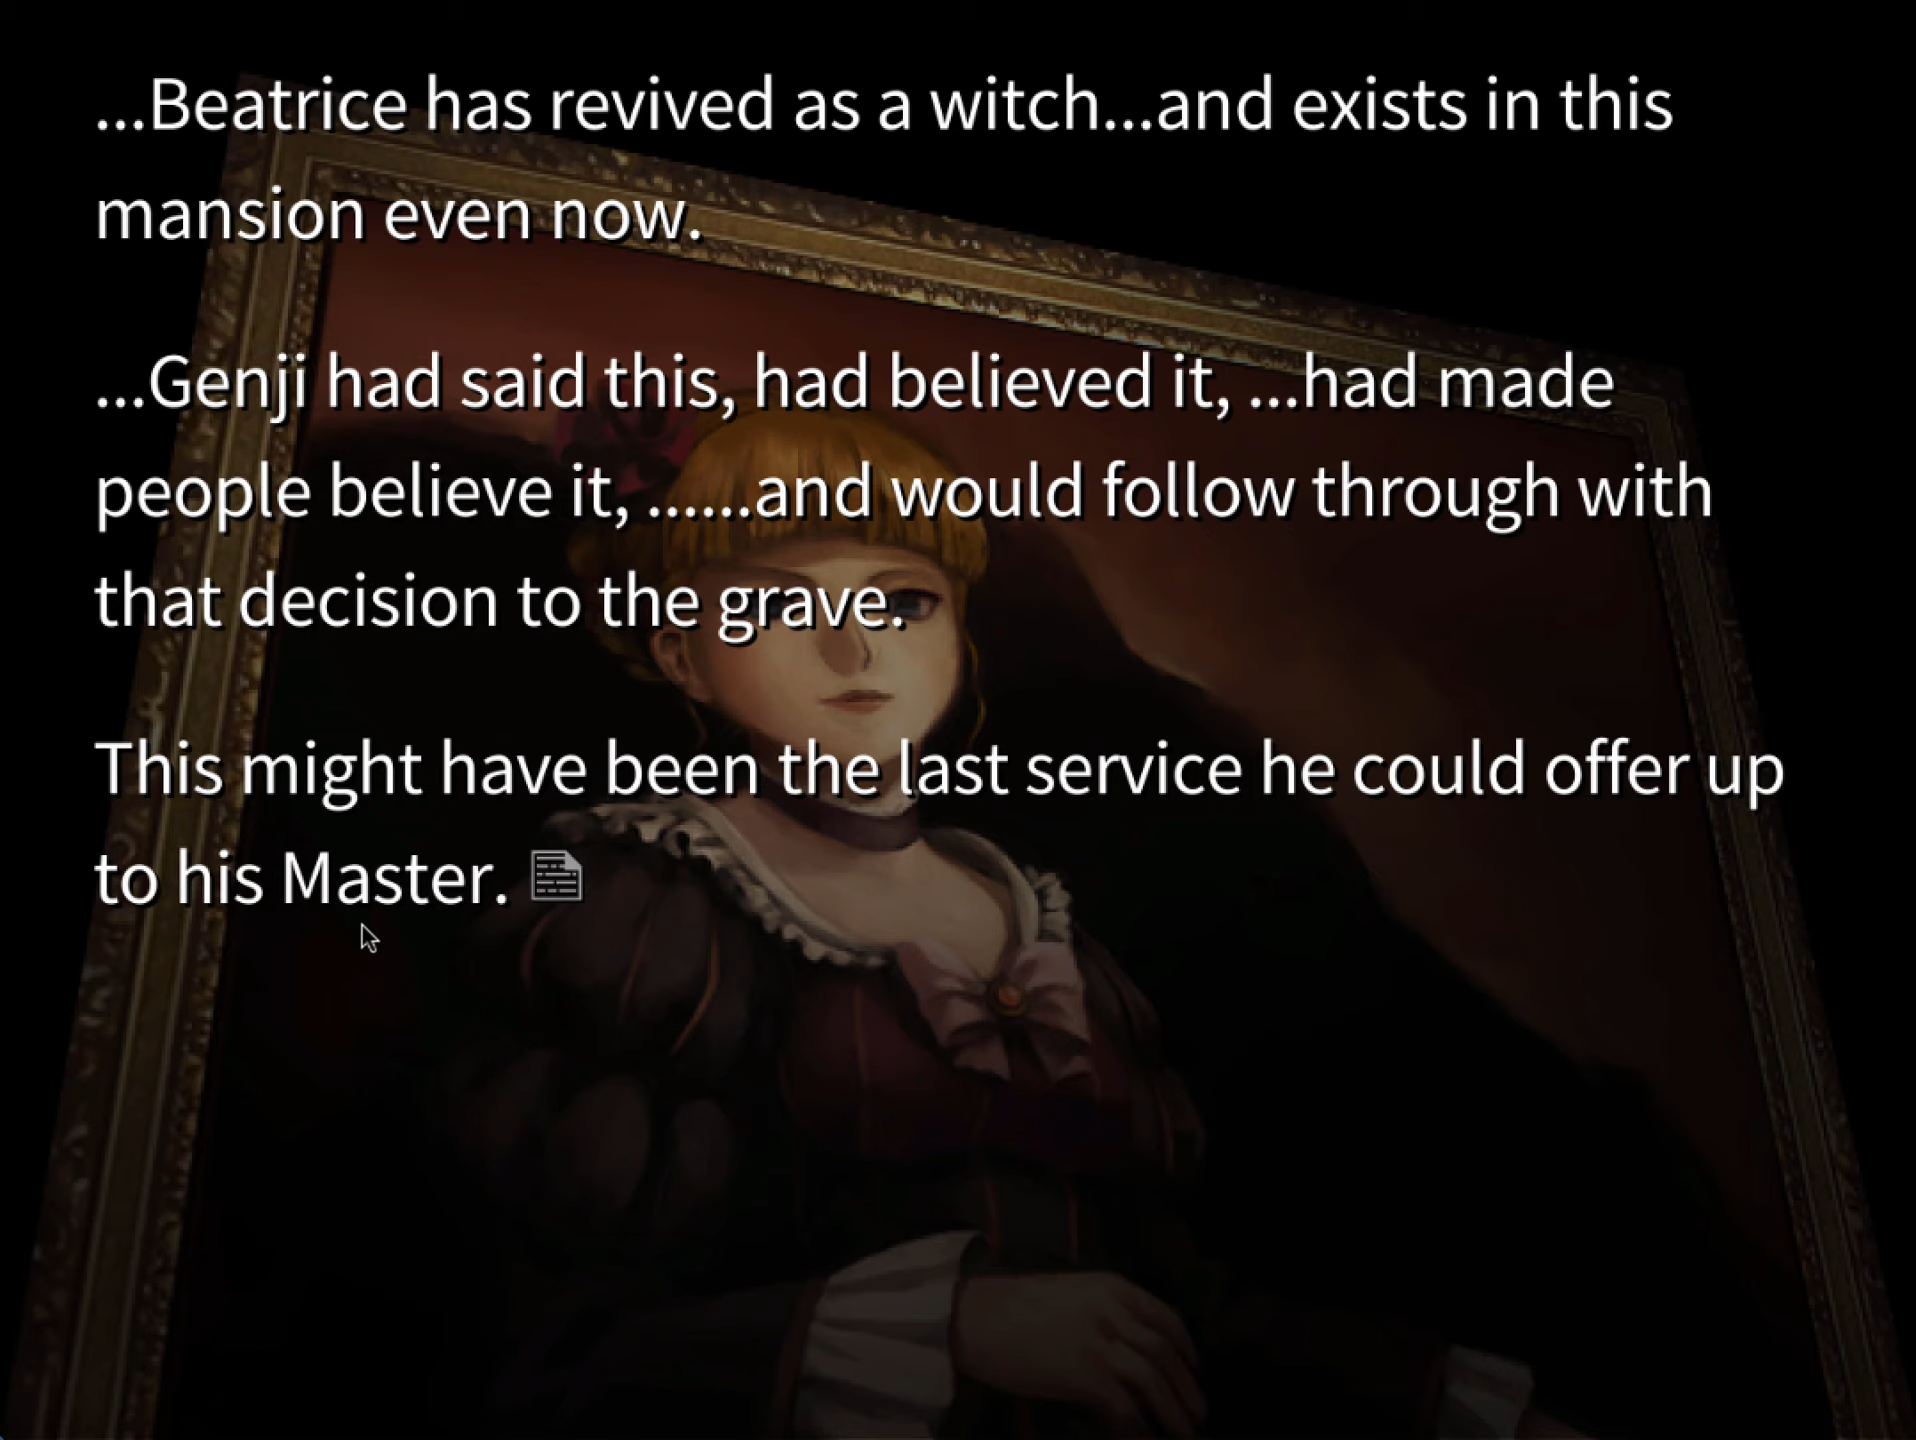 ...Beatrice has revived as a witch...and exists in this
mansion even now.
...Genji had said this, had believed it, ...had made
people believe it, ......and would follow through with
that decision to the grave.
This might have been the last service he could offer up
to his Master.